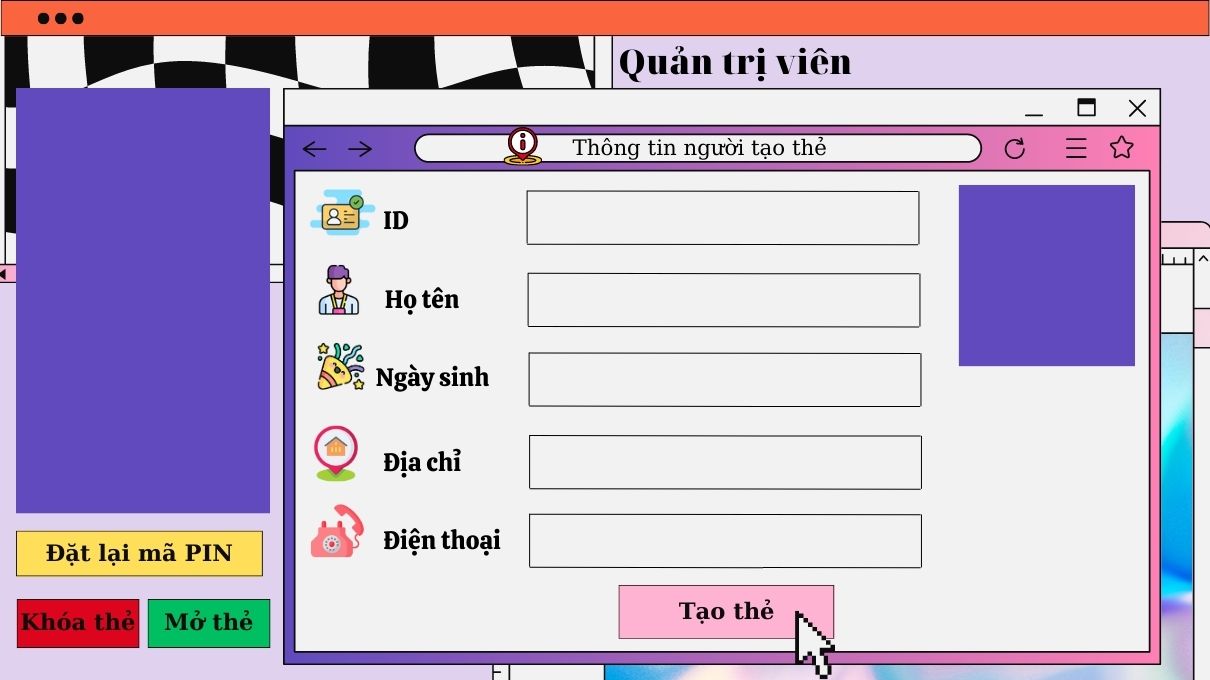 Quản trị viên
Thông tin người tạo thẻ
ID
Họ tên
Ngày sinh
Địa chỉ
Điện thoại
Tạo thẻ
Đặt lại mã PIN
Khóa thẻ
Mở thẻ